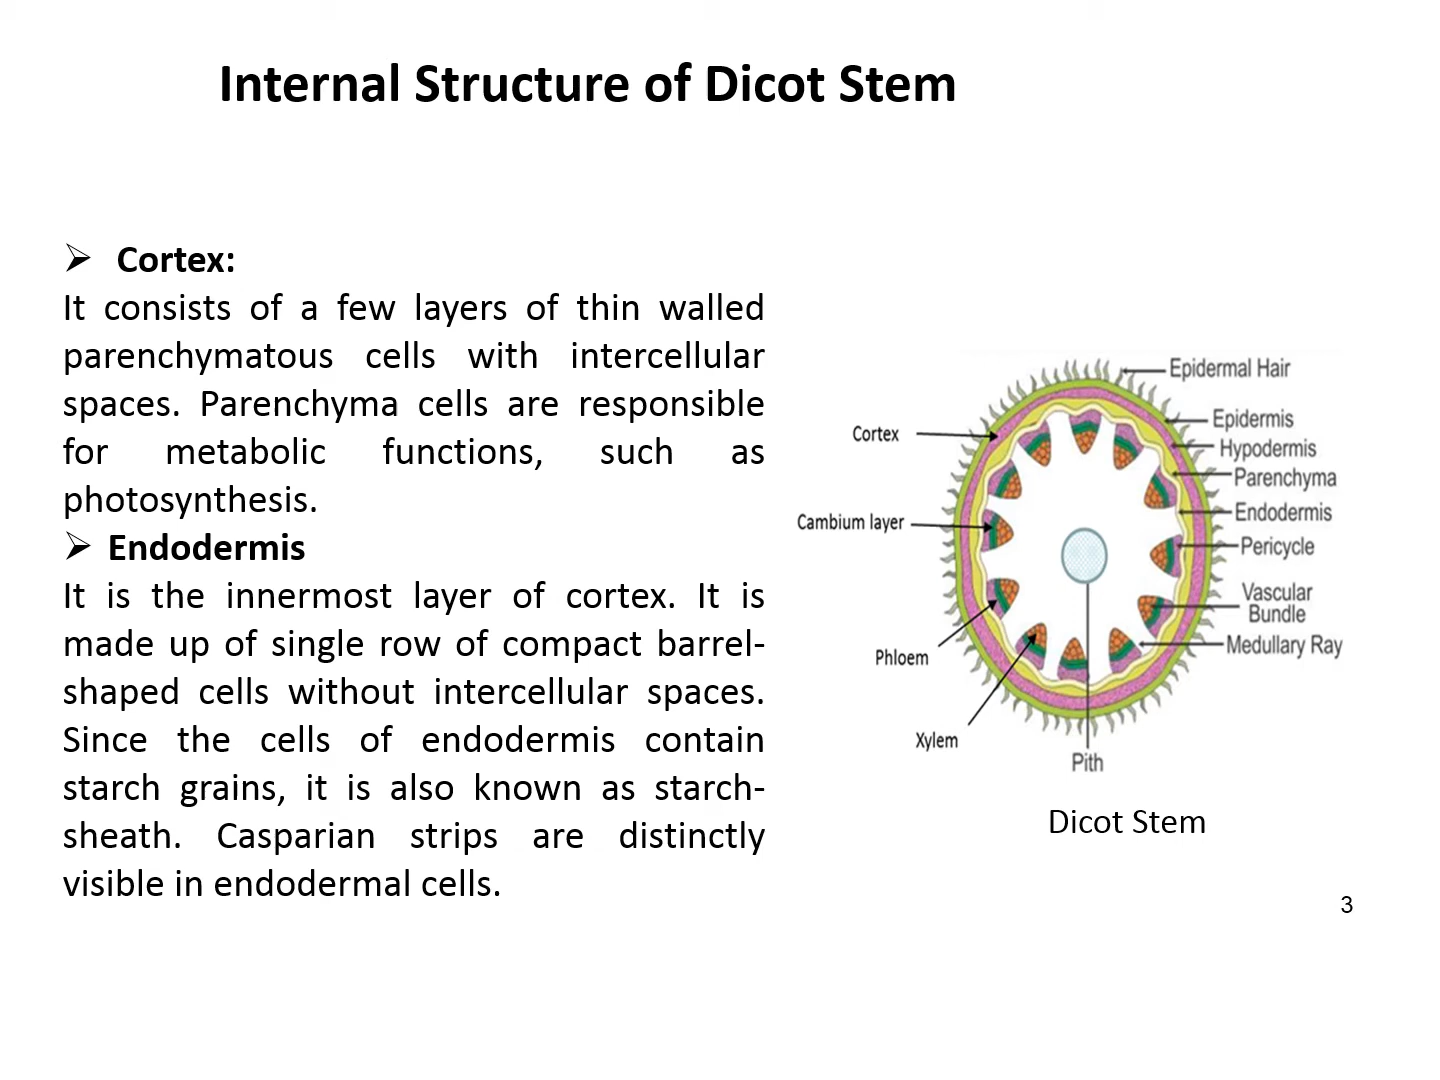 Internal Structure of Dicot Stem
➢ Cortex:
It consists of a few layers of thin walled
parenchymatous cells with intercellular
spaces. Parenchyma cells are responsible
for metabolic functions, such as
photosynthesis.
➢ Endodermis
It is the innermost layer of cortex. It is
made up of single row of compact barrel-
shaped cells without intercellular spaces.
Since the cells of endodermis contain
starch grains, it is also known as starch-
sheath. Casparian strips are distinctly
visible in endodermal cells.
Epidermal Hair
Epidermis
Cortex
Hypodermis
Parenchyma
Endodermis
Cambium layer
Pericycle
Vascular
Bundle
Medullary Ray
Phloem
Xylem
Pith
Dicot Stem
3